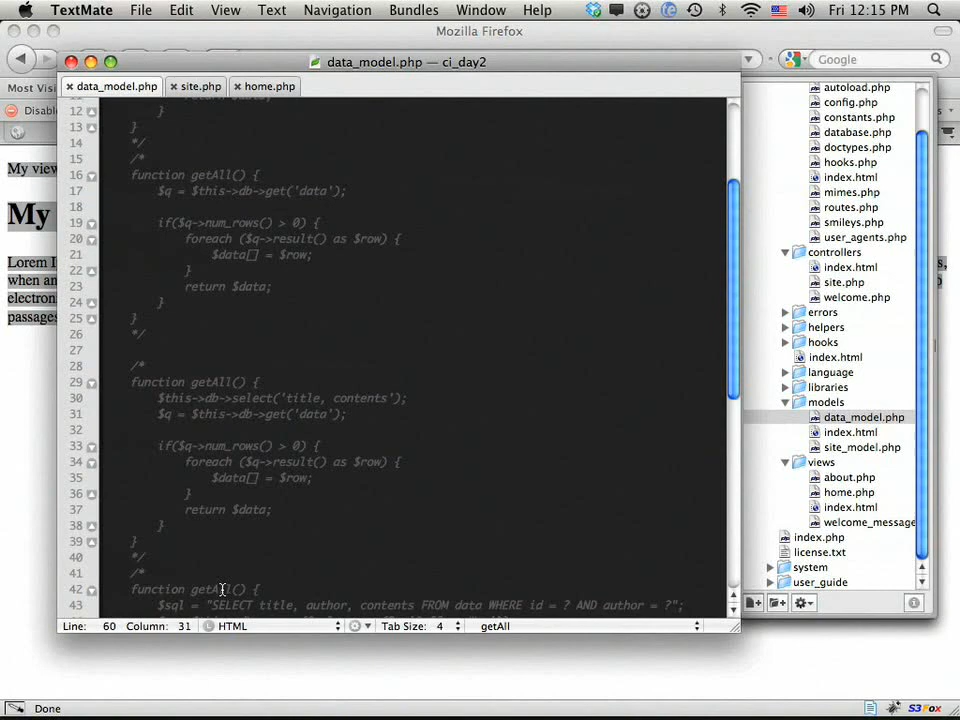 TextMate File Edit View Text Navigation Bundles Window Help Fri 12:15 PM
Mozilla Firefox
Google
Most Visi
Disable
My view
My
Lorem I
when an
electroni
passages
data_model.php — ci_day2
data_model.php site.php home.php
12 }
13 }
14 */
15 /*
16 function getAll() {
17 $q = $this->db->get('data');
18
19 if($q->num_rows() > 0) {
20 foreach ($q->result() as $row) {
21 $data[] = $row;
22 }
23 return $data;
24 }
25 }
26 */
27
28 /*
29 function getAll() {
30 $this->db->select('title, contents');
31 $q = $this->db->get('data');
32
33 if($q->num_rows() > 0) {
34 foreach ($q->result() as $row) {
35 $data[] = $row;
36 }
37 return $data;
38 }
39 }
40 */
41 /*
42 function getAll() {
43 $sql = "SELECT title, author, contents FROM data WHERE id = ? AND author = ?";
Line: 60 Column: 31 HTML Tab Size: 4 getAll
autoload.php
config.php
constants.php
database.php
doctypes.php
hooks.php
index.html
mimes.php
routes.php
smileys.php
user_agents.php
controllers
index.html
site.php
welcome.php
errors
helpers
hooks
index.html
language
libraries
models
data_model.php
index.html
site_model.php
views
about.php
home.php
index.html
welcome_message
index.php
license.txt
system
user_guide
Done S3Fox